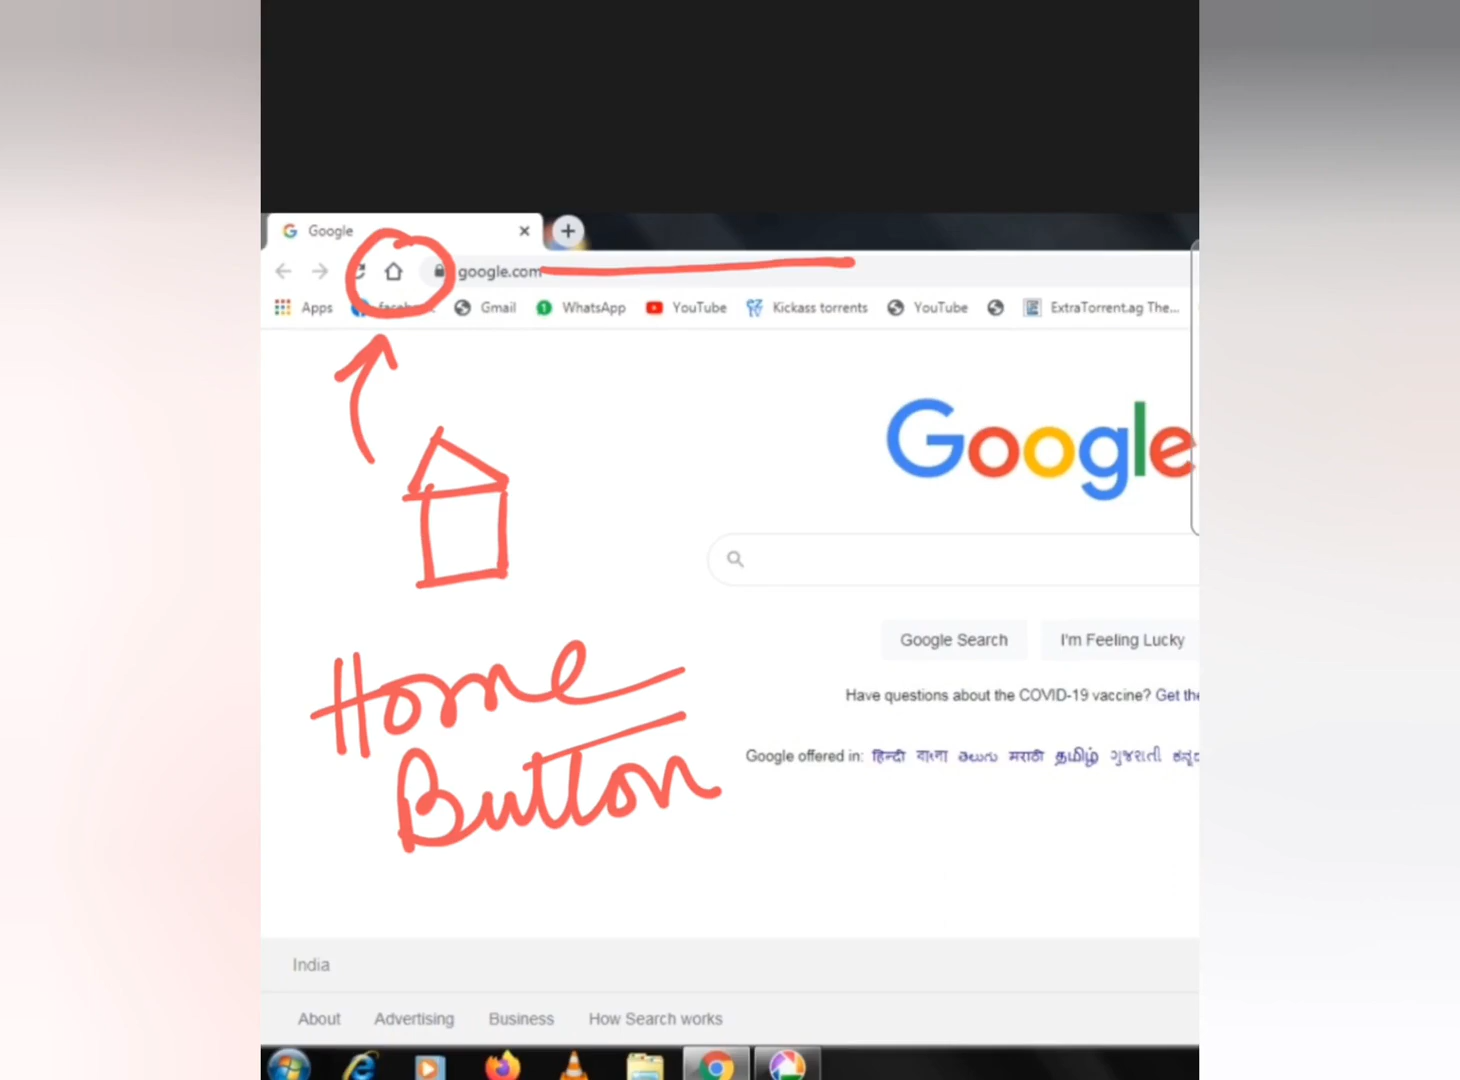 Google
google.com
Apps Gmail WhatsApp YouTube Kickass torrents YouTube ExtraTorrent.ag The...
Google
Home
Button
Google Search I'm Feeling Lucky
Have questions about the COVID-19 vaccine? Get the
Google offered in: हिन्दी বাংলা తెలుగు मराठी தமிழ் ગુજરાતી
India
About Advertising Business How Search works